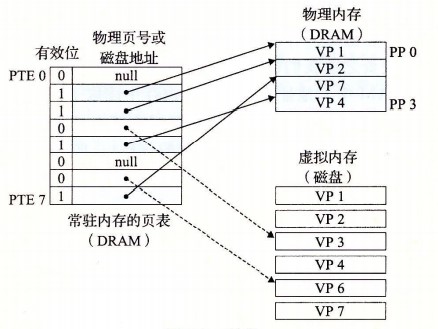 物理页号或
磁盘地址
有效位
PTE 0
0
null
1
1
0
1
0
null
0
PTE 7
1
常驻内存的页表
（DRAM）
物理内存
（DRAM）
VP 1
PP 0
VP 2
VP 7
VP 4
PP 3
虚拟内存
（磁盘）
VP 1
VP 2
VP 3
VP 4
VP 6
VP 7